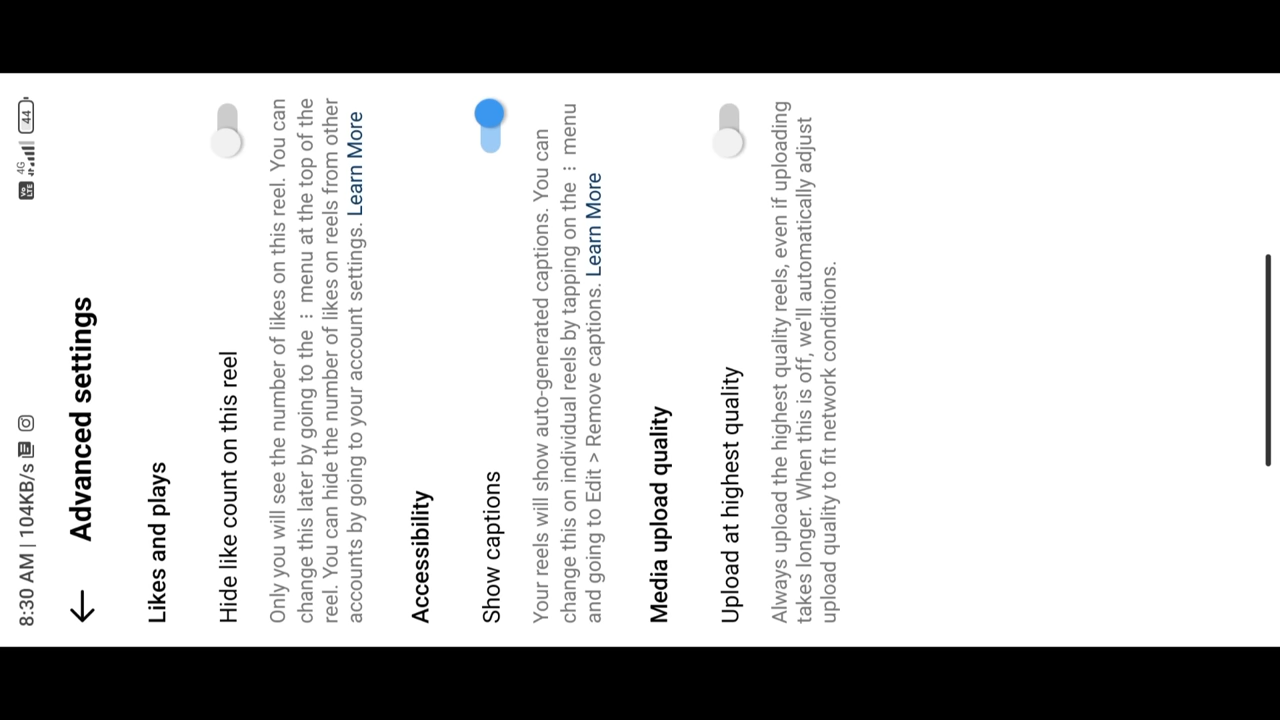 8:30 AM | 104KB/s
Vo LTE 4G 44
Advanced settings
Likes and plays
Hide like count on this reel
Only you will see the number of likes on this reel. You can
change this later by going to the ⋮ menu at the top of the
reel. You can hide the number of likes on reels from other
accounts by going to your account settings. Learn More
Accessibility
Show captions
Your reels will show auto-generated captions. You can
change this on individual reels by tapping on the ⋮ menu
and going to Edit > Remove captions. Learn More
Media upload quality
Upload at highest quality
Always upload the highest quality reels, even if uploading
takes longer. When this is off, we'll automatically adjust
upload quality to fit network conditions.